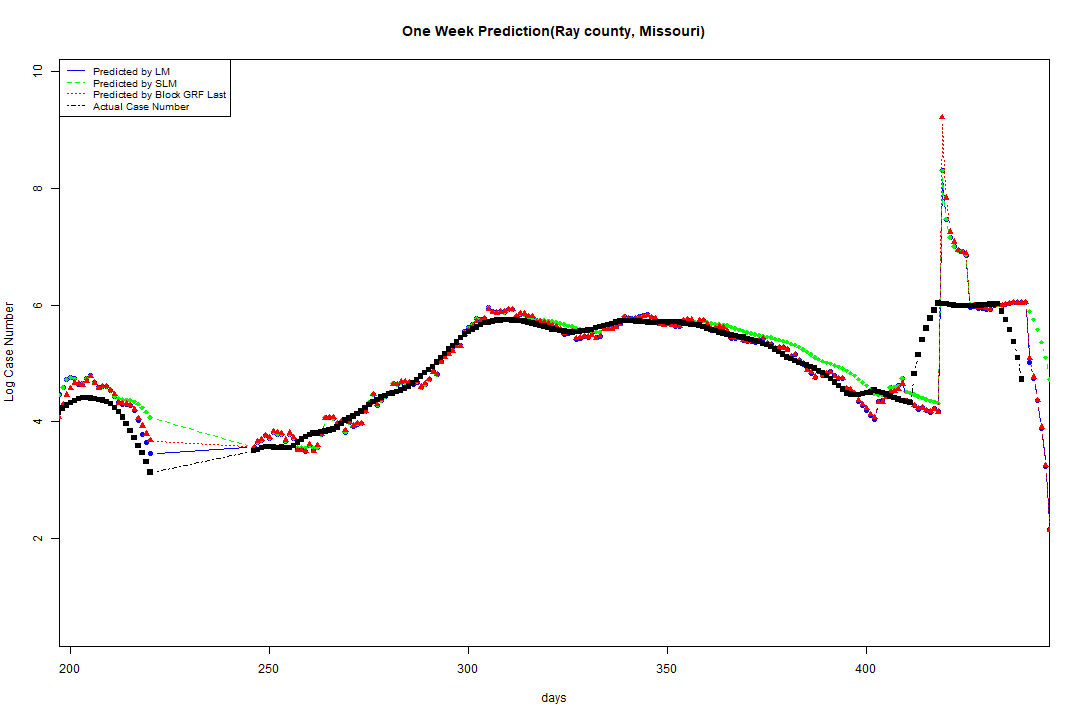 One Week Prediction(Ray county, Missouri)
Predicted by LM
Predicted by SLM
Predicted by Block GRF Last
Actual Case Number
10
8
6
4
2
Log Case Number
200 250 300 350 400
days